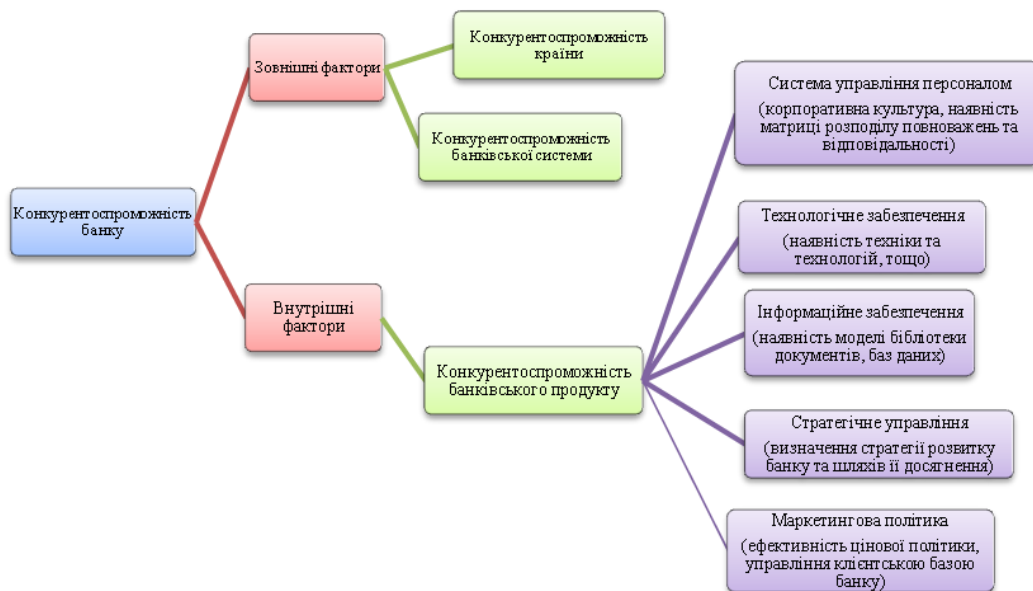 Конкурентоспроможність
банку
Зовнішні фактори
Внутрішні
фактори
Конкурентоспроможність
країни
Конкурентоспроможність
банківської системи
Конкурентоспроможність
банківського продукту
Система управління персоналом
(корпоративна культура, наявність
матриці розподілу повноважень та
відповідальності)
Технологічне забезпечення
(наявність техніки та
технологій, тощо)
Інформаційне забезпечення
(наявність моделі бібліотеки
документів, баз даних)
Стратегічне управління
(визначення стратегії розвитку
банку та шляхів її досягнення)
Маркетингова політика
(ефективність цінової політики,
управління клієнтською базою
банку)